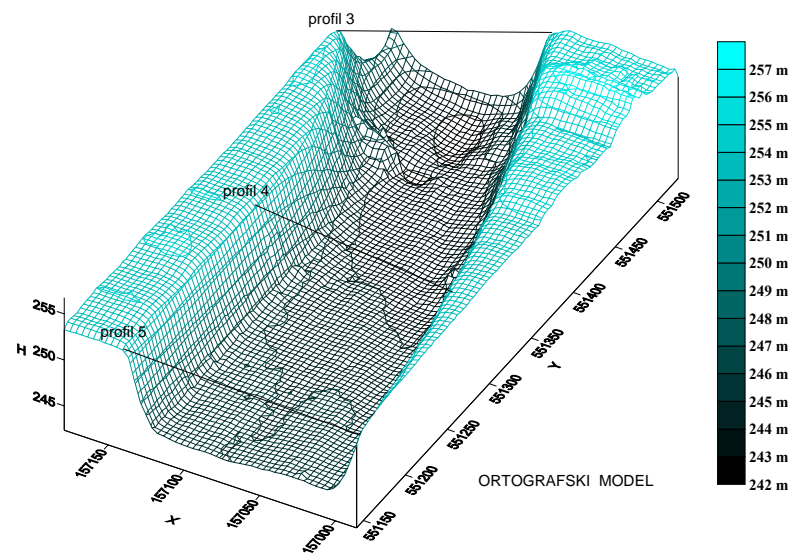 profil 3
profil 4
profil 5
255
H 250
245
157150
157100
157050
157000
X
551150
551200
551250
551300
551350
551400
551450
551500
Y
ORTOGRAFSKI MODEL
257 m
256 m
255 m
254 m
253 m
252 m
251 m
250 m
249 m
248 m
247 m
246 m
245 m
244 m
243 m
242 m